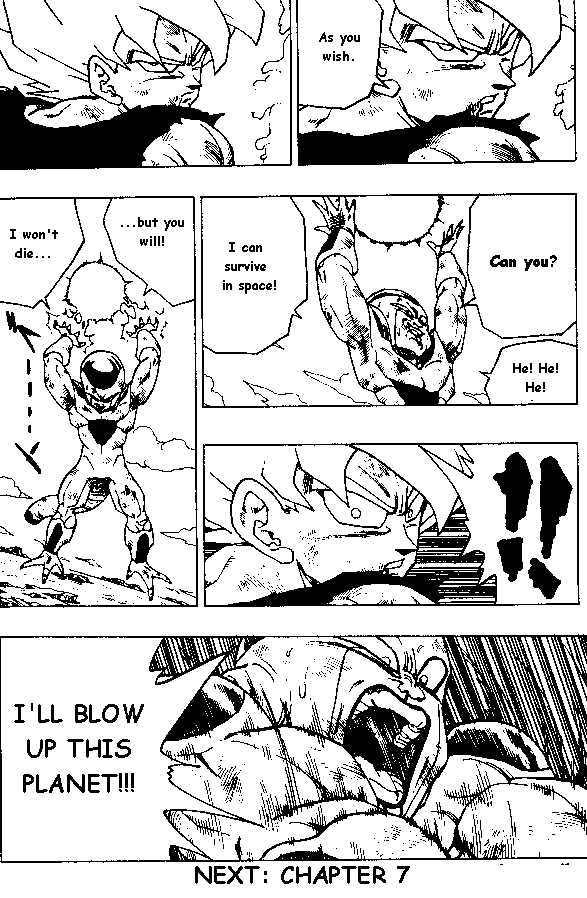 As you
wish.
I won't
die...
...but you
will!
I can
survive
in space!
Can you?
He! He!
He!
!!
I'LL BLOW
UP THIS
PLANET!!!
NEXT: CHAPTER 7